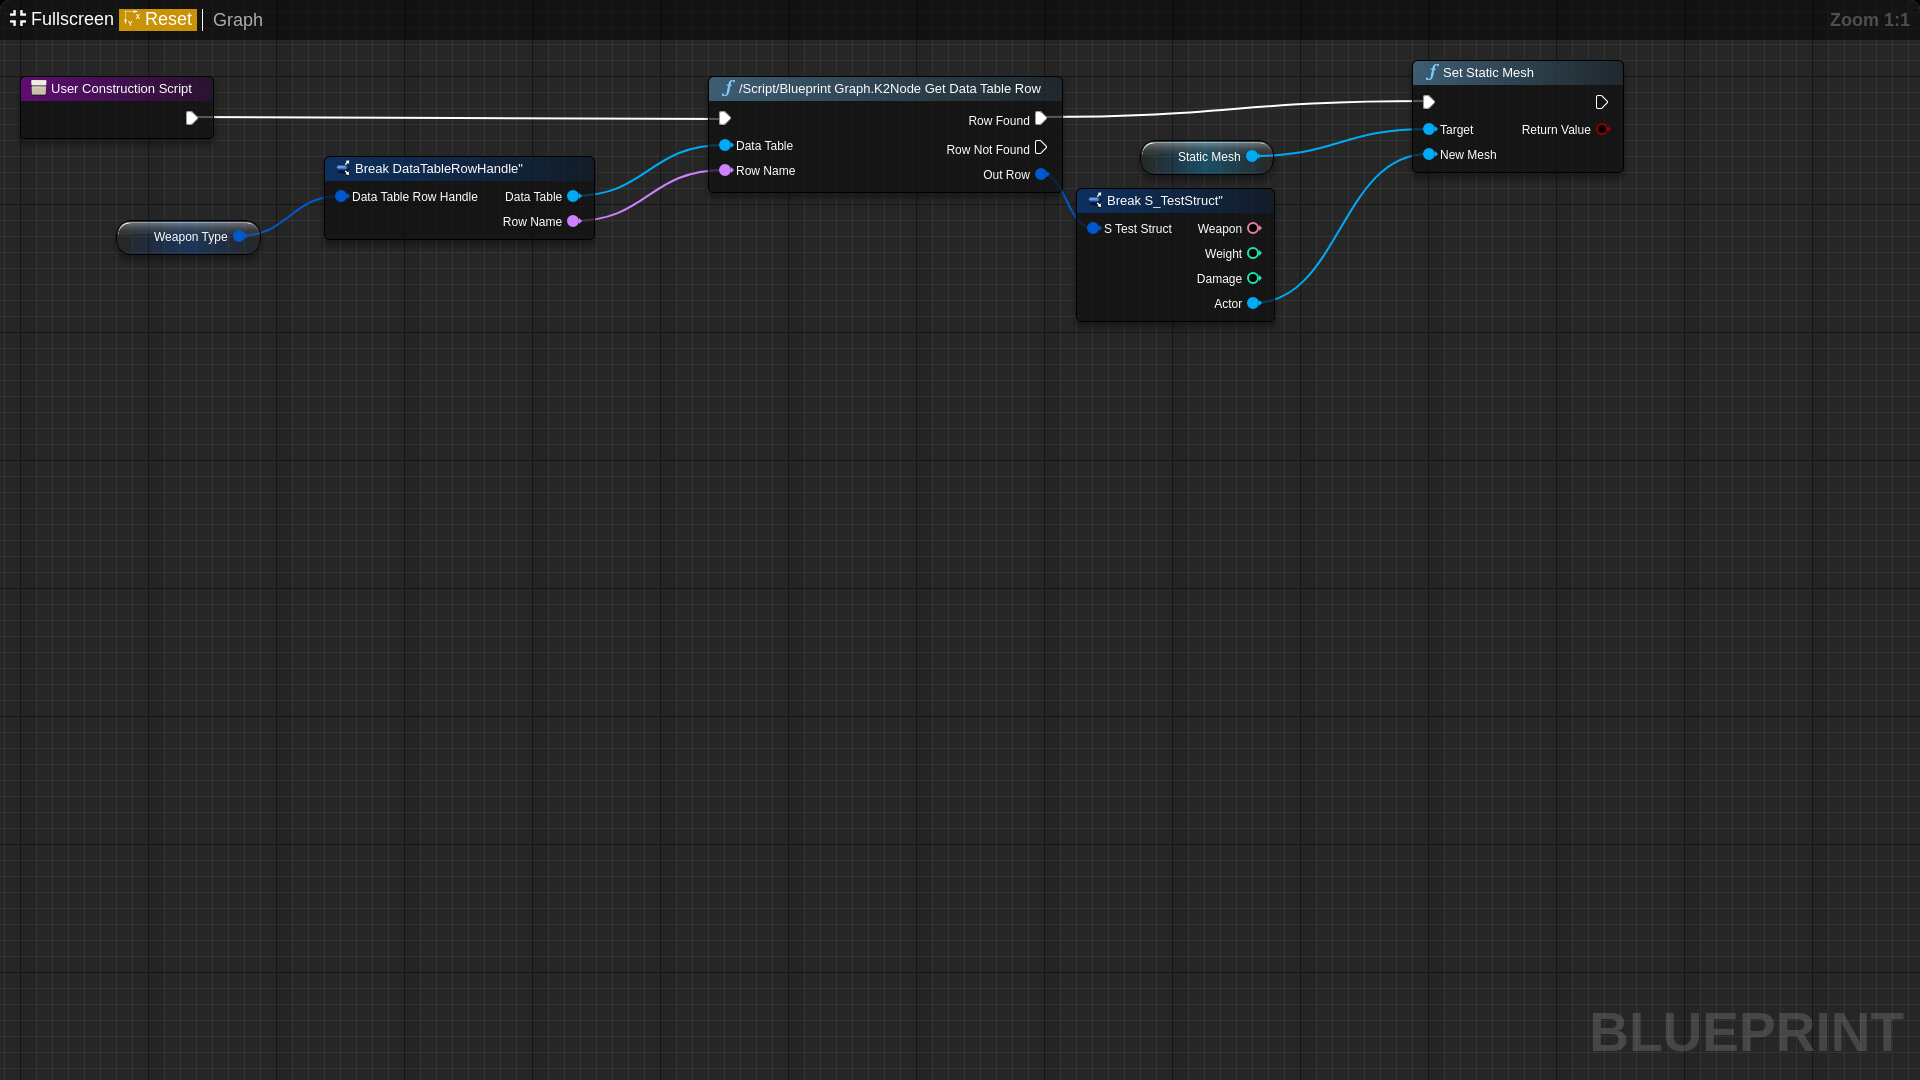 Fullscreen Reset Graph Zoom 1:1
User Construction Script
Weapon Type
Break DataTableRowHandle"
Data Table Row Handle Data Table
Row Name
/Script/Blueprint Graph.K2Node Get Data Table Row
Row Found
Data Table Row Not Found
Row Name Out Row
Static Mesh
Break S_TestStruct"
S Test Struct Weapon
Weight
Damage
Actor
Set Static Mesh
Target Return Value
New Mesh
BLUEPRINT